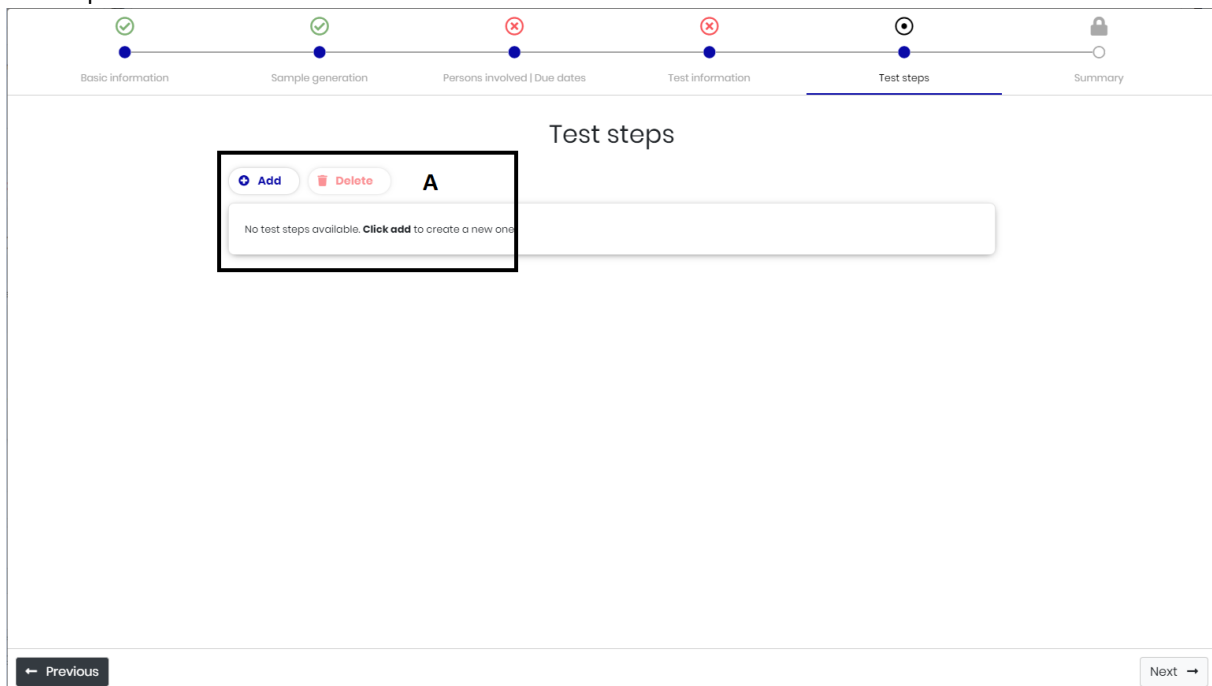 Basic information
Sample generation
Persons involved | Due dates
Test information
Test steps
Summary
Test steps
Add
Delete
A
No test steps available. Click add to create a new one
← Previous
Next →